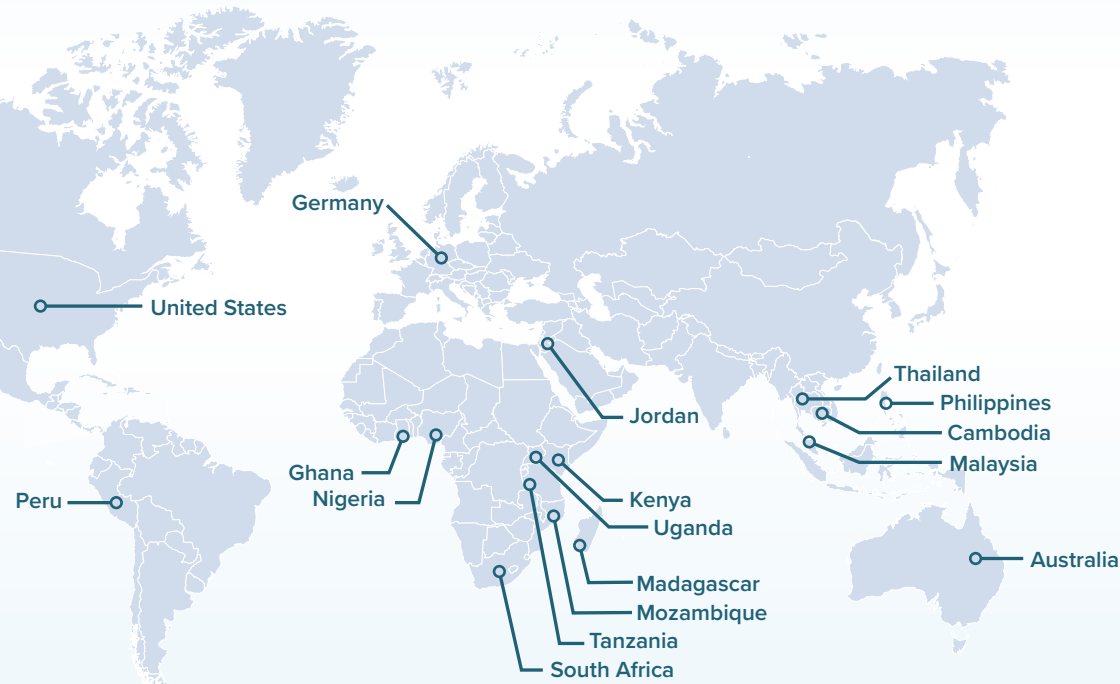 Germany
United States
Thailand
Philippines
Jordan
Cambodia
Malaysia
Ghana
Nigeria
Peru
Kenya
Uganda
Australia
Madagascar
Mozambique
Tanzania
South Africa